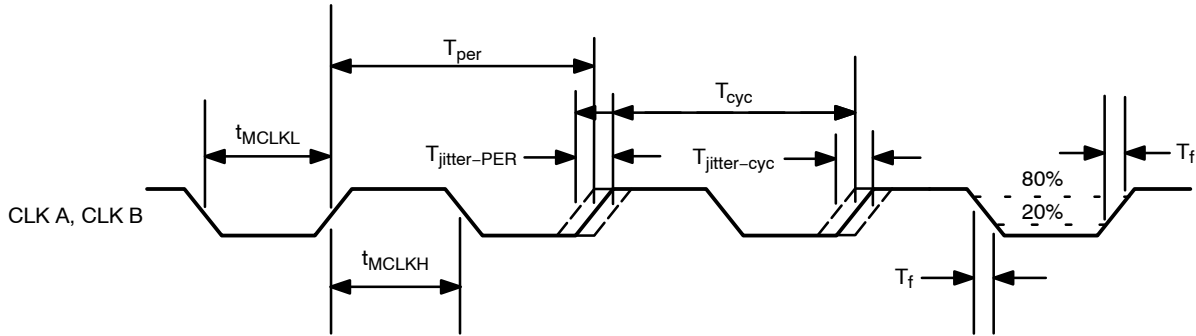 T_per
T_cyc
t_MCLKL
T_jitter−PER
T_jitter−cyc
T_f
80%
CLK A, CLK B
20%
t_MCLKH
T_f